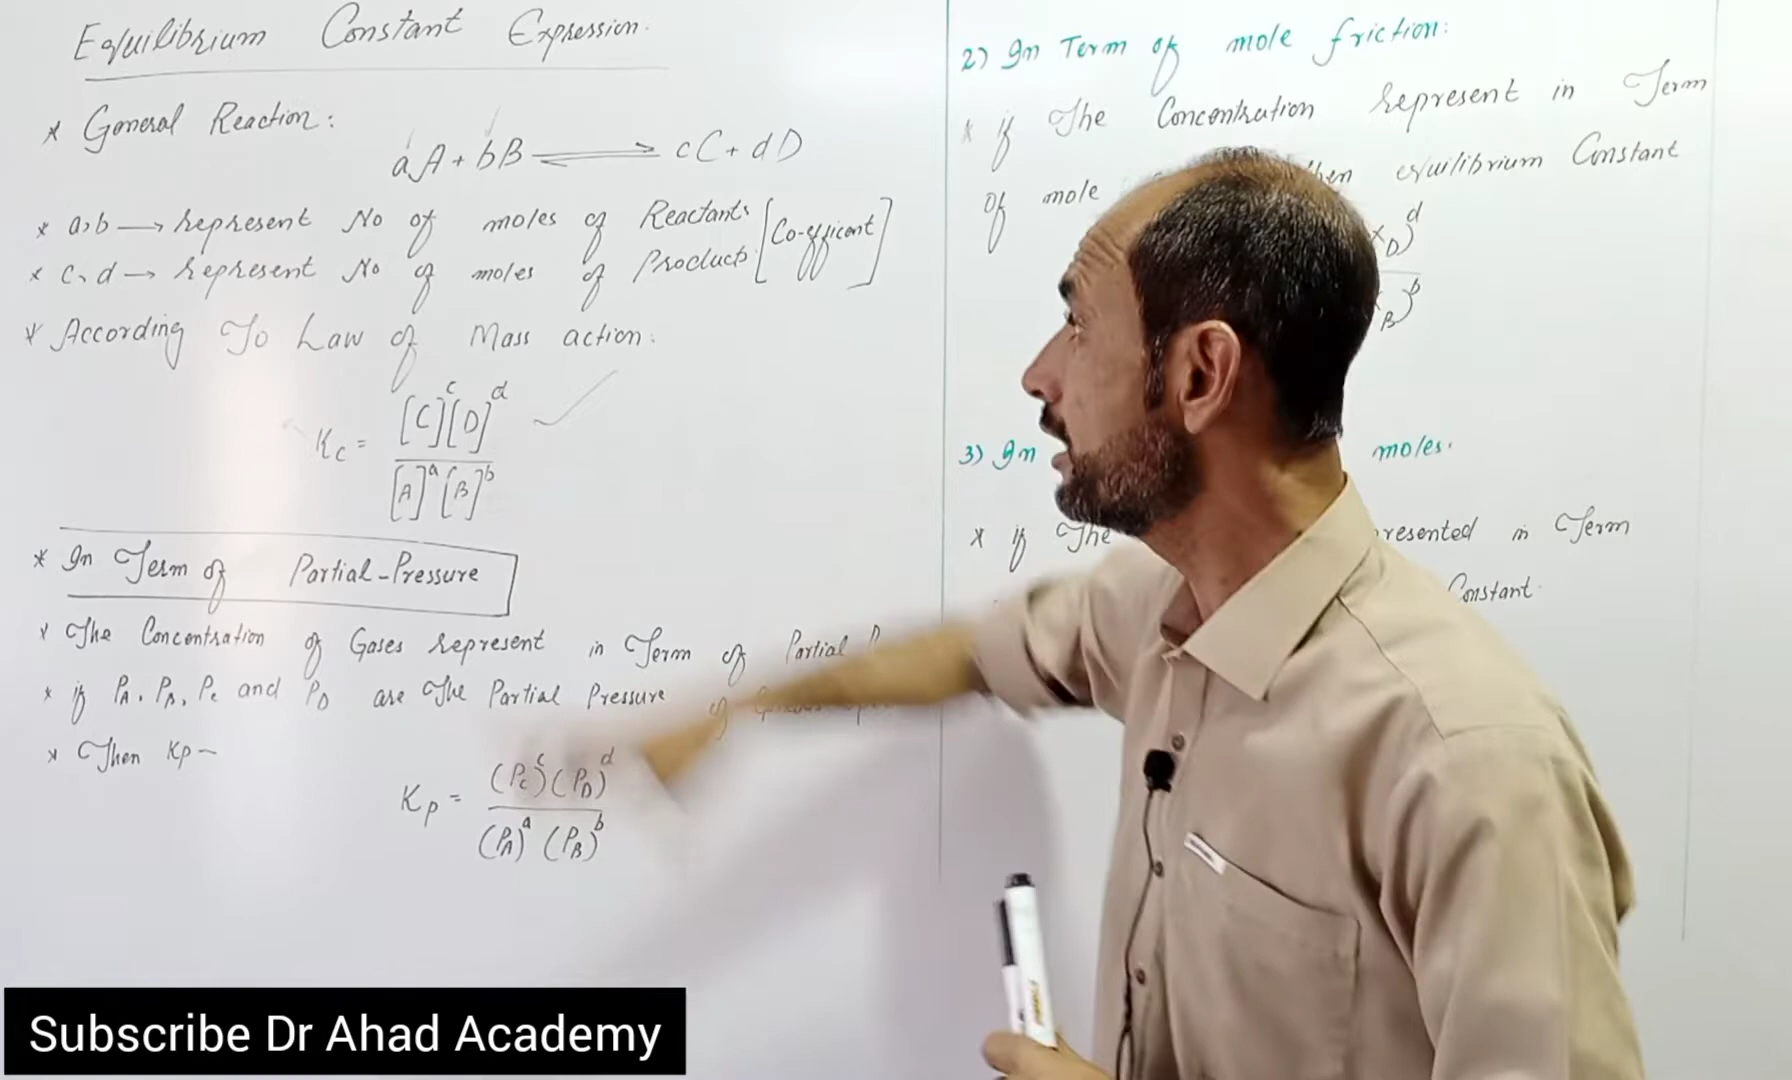 Equilibrium Constant Expression.
* General Reaction:
aA + bB ⇌ cC + dD
* a,b → represent No of moles of Reactants [Co-efficent]
* c,d → represent No of moles of Products.
* According To Law of Mass action:
Kc = [C]^c [D]^d / [A]^a [B]^b
* In Term of Partial-Pressure
* The Concentration of Gases represent in Term of Partial
* if PA, PB, PC and PD are The Partial Pressure of
* Then Kp —
Kp = (PC)^c (PD)^d / (PA)^a (PB)^b
2) In Term of mole friction:
* if The Concentration represent in Term
of mole equilibrium Constant
XD)^d
B)^b
3) In moles.
* if The resented in Term
Constant.
Subscribe Dr Ahad Academy